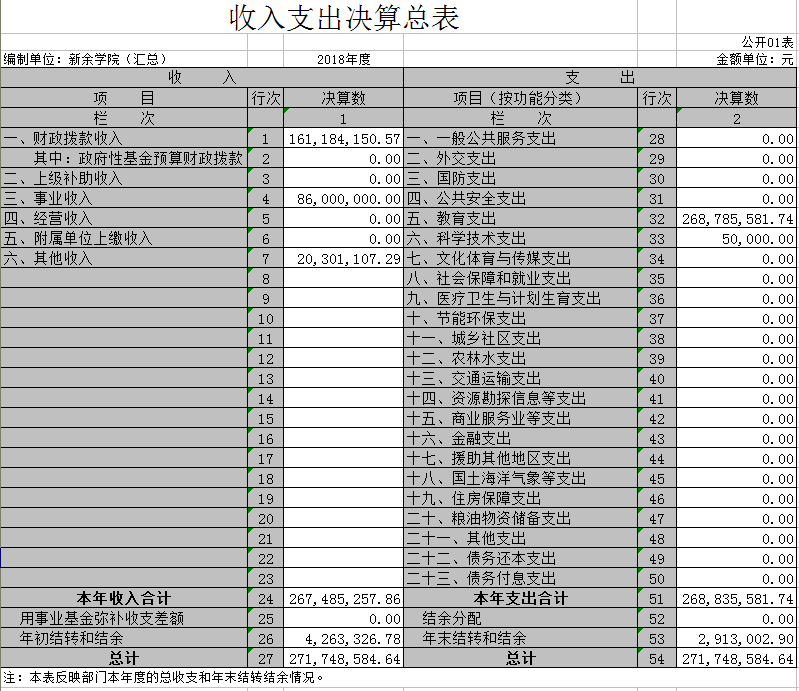 收入支出决算总表
公开01表
编制单位：新余学院（汇总） 2018年度 金额单位：元
收 入 支 出
项 目 行次 决算数 项目（按功能分类） 行次 决算数
栏 次 1 栏 次 2
一、财政拨款收入 1 161,184,150.57 一、一般公共服务支出 28 0.00
其中：政府性基金预算财政拨款 2 0.00 二、外交支出 29 0.00
二、上级补助收入 3 0.00 三、国防支出 30 0.00
三、事业收入 4 86,000,000.00 四、公共安全支出 31 0.00
四、经营收入 5 0.00 五、教育支出 32 268,785,581.74
五、附属单位上缴收入 6 0.00 六、科学技术支出 33 50,000.00
六、其他收入 7 20,301,107.29 七、文化体育与传媒支出 34 0.00
8 八、社会保障和就业支出 35 0.00
9 九、医疗卫生与计划生育支出 36 0.00
10 十、节能环保支出 37 0.00
11 十一、城乡社区支出 38 0.00
12 十二、农林水支出 39 0.00
13 十三、交通运输支出 40 0.00
14 十四、资源勘探信息等支出 41 0.00
15 十五、商业服务业等支出 42 0.00
16 十六、金融支出 43 0.00
17 十七、援助其他地区支出 44 0.00
18 十八、国土海洋气象等支出 45 0.00
19 十九、住房保障支出 46 0.00
20 二十、粮油物资储备支出 47 0.00
21 二十一、其他支出 48 0.00
22 二十二、债务还本支出 49 0.00
23 二十三、债务付息支出 50 0.00
本年收入合计 24 267,485,257.86 本年支出合计 51 268,835,581.74
用事业基金弥补收支差额 25 0.00 结余分配 52 0.00
年初结转和结余 26 4,263,326.78 年末结转和结余 53 2,913,002.90
总计 27 271,748,584.64 总计 54 271,748,584.64
注：本表反映部门本年度的总收支和年末结转结余情况。